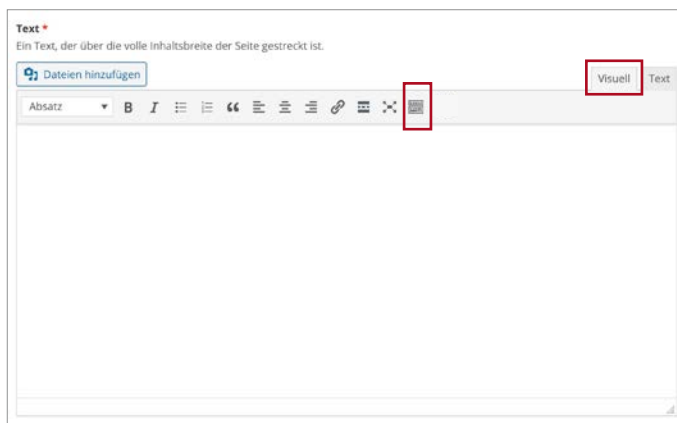 Text *
Ein Text, der über die volle Inhaltsbreite der Seite gestreckt ist.
Dateien hinzufügen
Visuell Text
Absatz B I